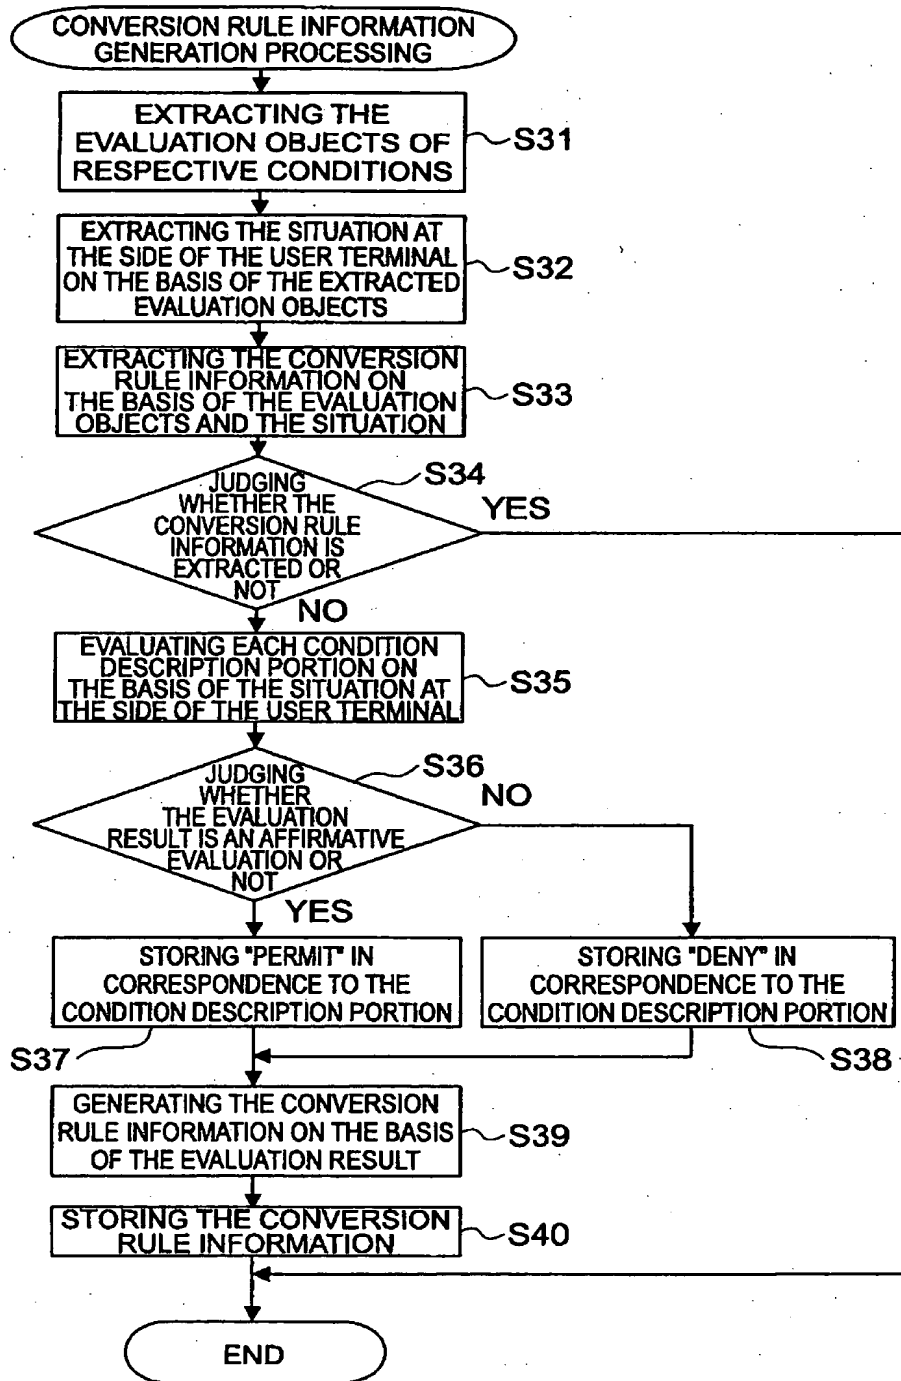 CONVERSION RULE INFORMATION
GENERATION PROCESSING
EXTRACTING THE
EVALUATION OBJECTS OF
RESPECTIVE CONDITIONS
S31
EXTRACTING THE SITUATION AT
THE SIDE OF THE USER TERMINAL
ON THE BASIS OF THE EXTRACTED
EVALUATION OBJECTS
S32
EXTRACTING THE CONVERSION
RULE INFORMATION ON
THE BASIS OF THE EVALUATION
OBJECTS AND THE SITUATION
S33
JUDGING
WHETHER THE
CONVERSION RULE
INFORMATION IS
EXTRACTED OR
NOT
S34
YES
NO
EVALUATING EACH CONDITION
DESCRIPTION PORTION ON
THE BASIS OF THE SITUATION AT
THE SIDE OF THE USER TERMINAL
S35
JUDGING
WHETHER
THE EVALUATION
RESULT IS AN AFFIRMATIVE
EVALUATION OR
NOT
S36
NO
YES
STORING "PERMIT" IN
CORRESPONDENCE TO THE
CONDITION DESCRIPTION PORTION
S37
STORING "DENY" IN
CORRESPONDENCE TO THE
CONDITION DESCRIPTION PORTION
S38
GENERATING THE CONVERSION
RULE INFORMATION ON THE BASIS
OF THE EVALUATION RESULT
S39
STORING THE CONVERSION
RULE INFORMATION
S40
END